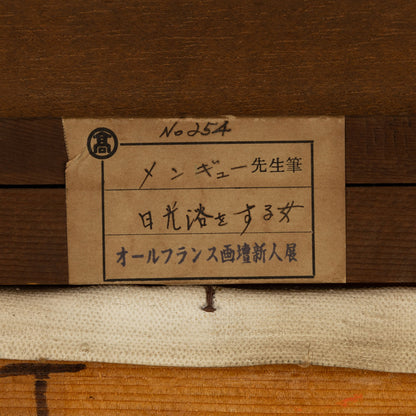 No 254
髙
メンギュー先生筆
日光浴をする女
オールフランス画壇新人展